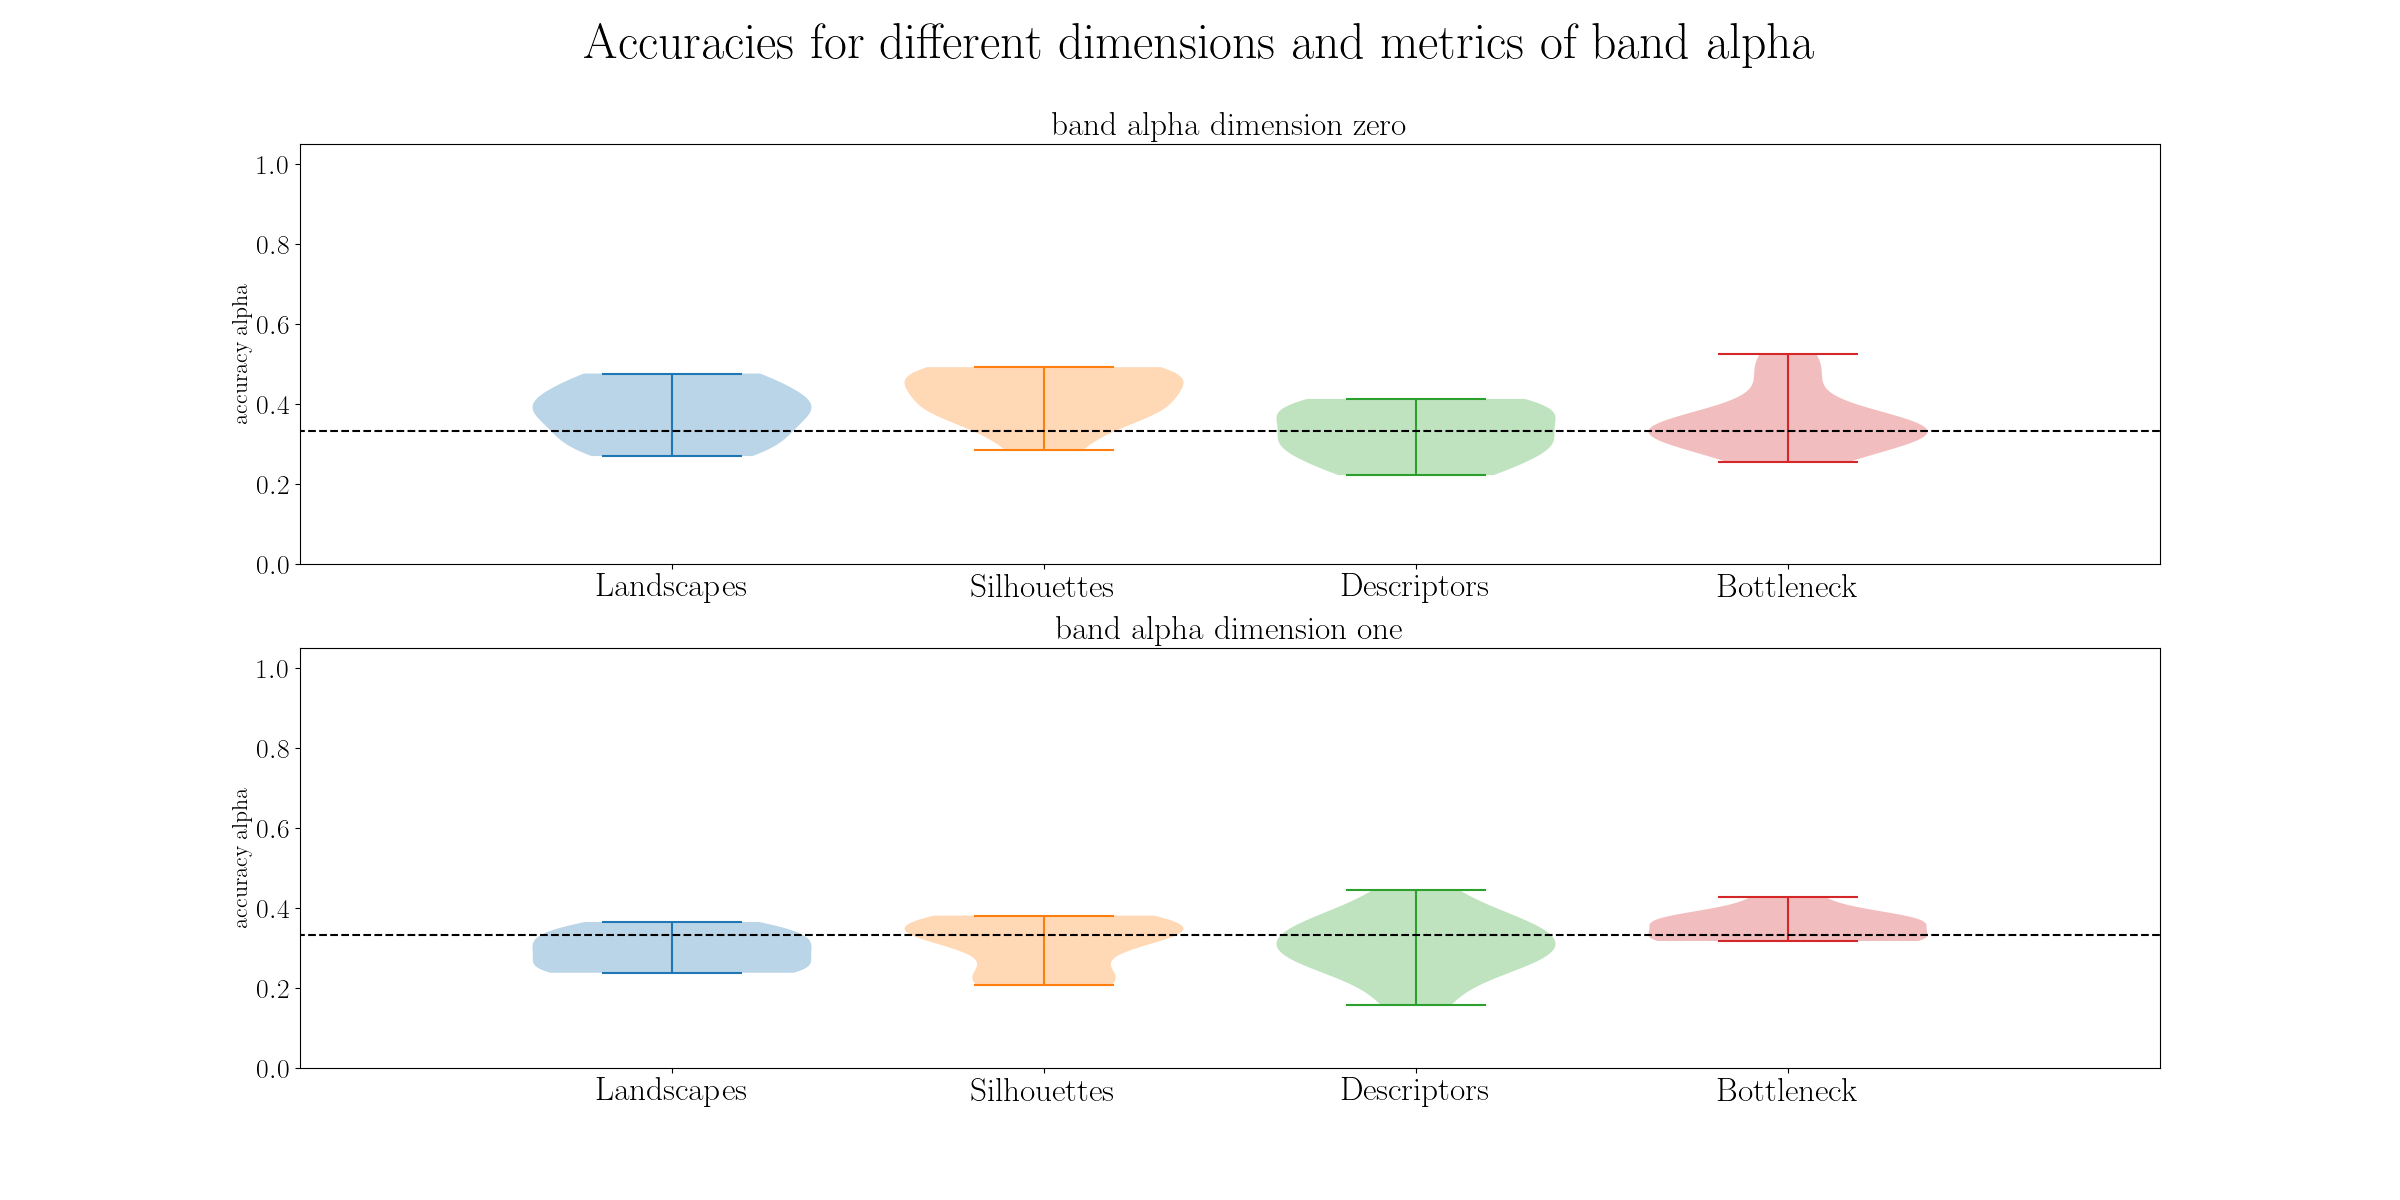 Accuracies for different dimensions and metrics of band alpha
band alpha dimension zero
accuracy alpha
1.0
0.8
0.6
0.4
0.2
0.0
Landscapes Silhouettes Descriptors Bottleneck
band alpha dimension one
accuracy alpha
1.0
0.8
0.6
0.4
0.2
0.0
Landscapes Silhouettes Descriptors Bottleneck